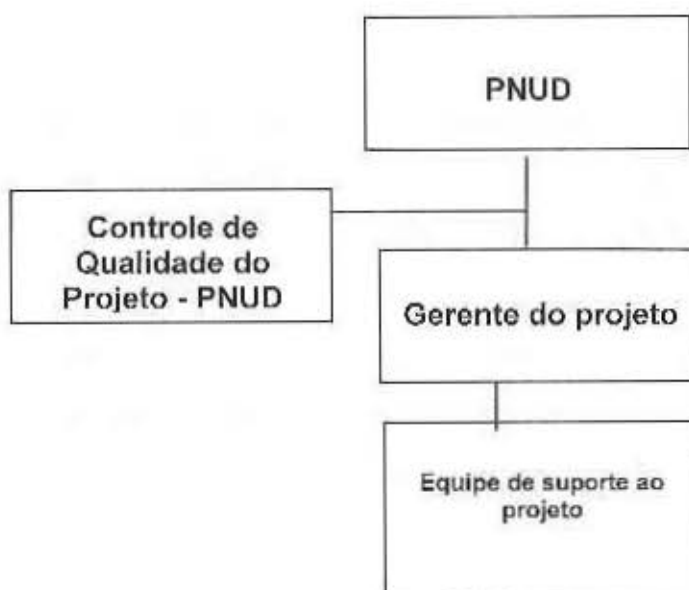 PNUD
Controle de
Qualidade do
Projeto - PNUD
Gerente do projeto
Equipe de suporte ao
projeto